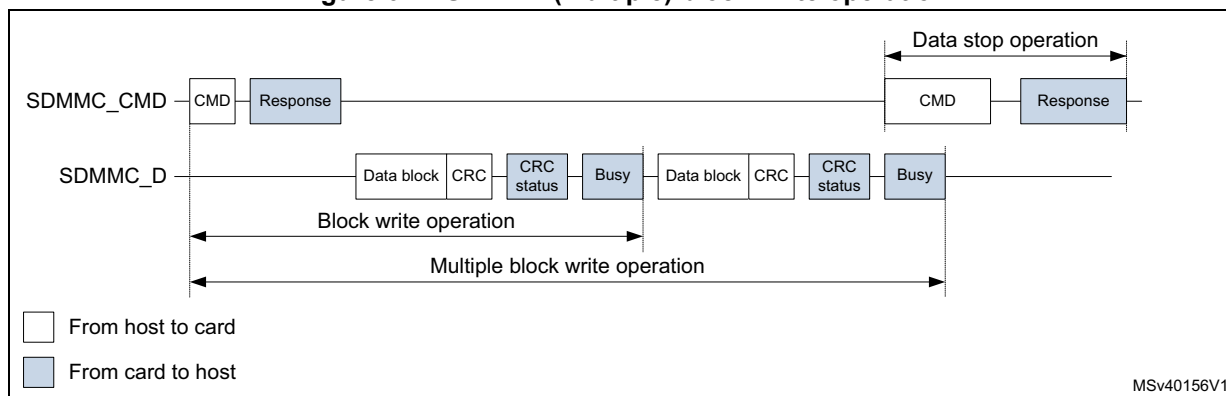 Data stop operation
SDMMC_CMD CMD Response CMD Response
SDMMC_D Data block CRC CRC status Busy Data block CRC CRC status Busy
Block write operation
Multiple block write operation
From host to card
From card to host
MSv40156V1